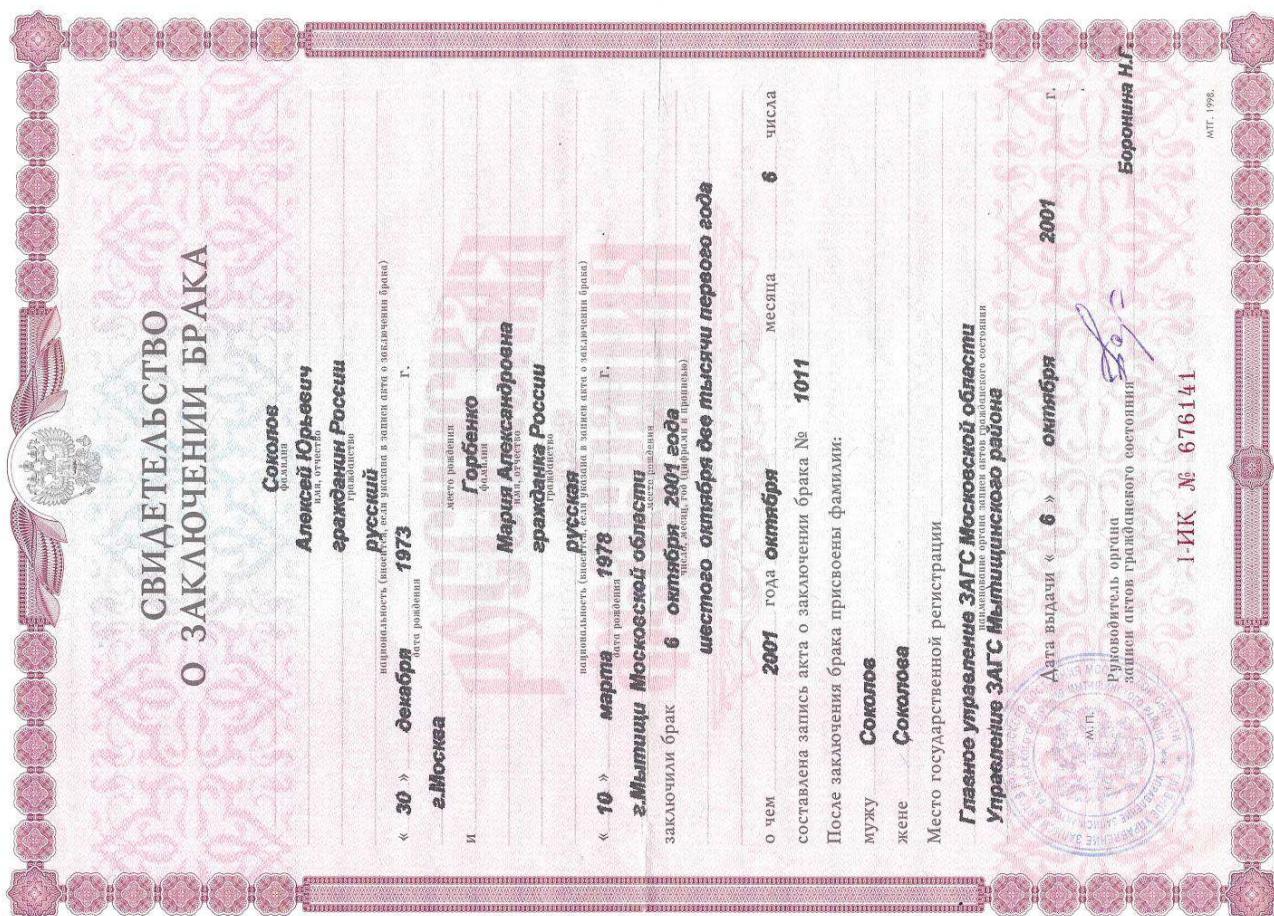 СВИДЕТЕЛЬСТВО
О ЗАКЛЮЧЕНИИ БРАКА
Соколов
фамилия
Алексей Юрьевич
имя, отчество
гражданин России
гражданство
русский
национальность (вносится, если указана в записи акта о заключении брака)
« 30 » декабря 1973 г.
дата рождения
г.Москва
место рождения
и Горбенко
фамилия
Мария Александровна
имя, отчество
гражданка России
гражданство
русская
национальность (вносится, если указана в записи акта о заключении брака)
« 10 » марта 1978 г.
дата рождения
г.Мытищи Московской области
место рождения
заключили брак 6 октября 2001 года
число, месяц, год (цифрами и прописью)
шестого октября две тысячи первого года
о чем 2001 года октября месяца 6 числа
составлена запись акта о заключении брака № 1011
После заключения брака присвоены фамилии:
мужу Соколов
жене Соколова
Место государственной регистрации
Главное управление ЗАГС Московской области
наименование органа записи актов гражданского состояния
Управление ЗАГС Мытищинского района
Дата выдачи « 6 » октября 2001 г.
М.П.
Руководитель органа
записи актов гражданского состояния
Боронина Н.Г.
I-ИК № 676141
МТГ. 1998.